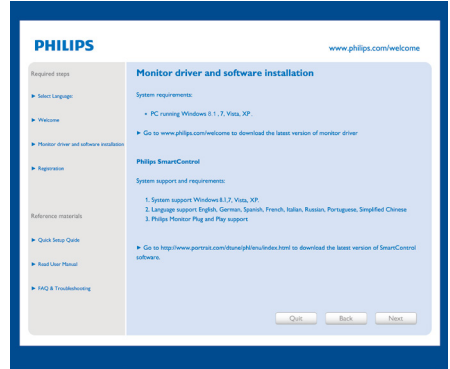 PHILIPS
www.philips.com/welcome
Required steps
► Select Language:
► Welcome
► Monitor driver and software installation
► Registration
Reference materials
► Quick Setup Quide
► Read User Manual
► FAQ & Troubleshooting
Monitor driver and software installation
System requirements:
• PC running Windows 8.1 , 7, Vista, XP.
► Go to www.philips.com/welcome to download the latest version of monitor driver
Philips SmartControl
System support and requirements:
1. System support Windows 8.1,7, Vista, XP.
2. Language support English, German, Spanish, French, Italian, Russian, Portuguese, Simplified Chinese
3. Philips Monitor Plug and Play support
► Go to http://www.portrait.com/dtune/phl/enu/index.html to download the latest version of SmartControl
software.
Quit
Back
Next